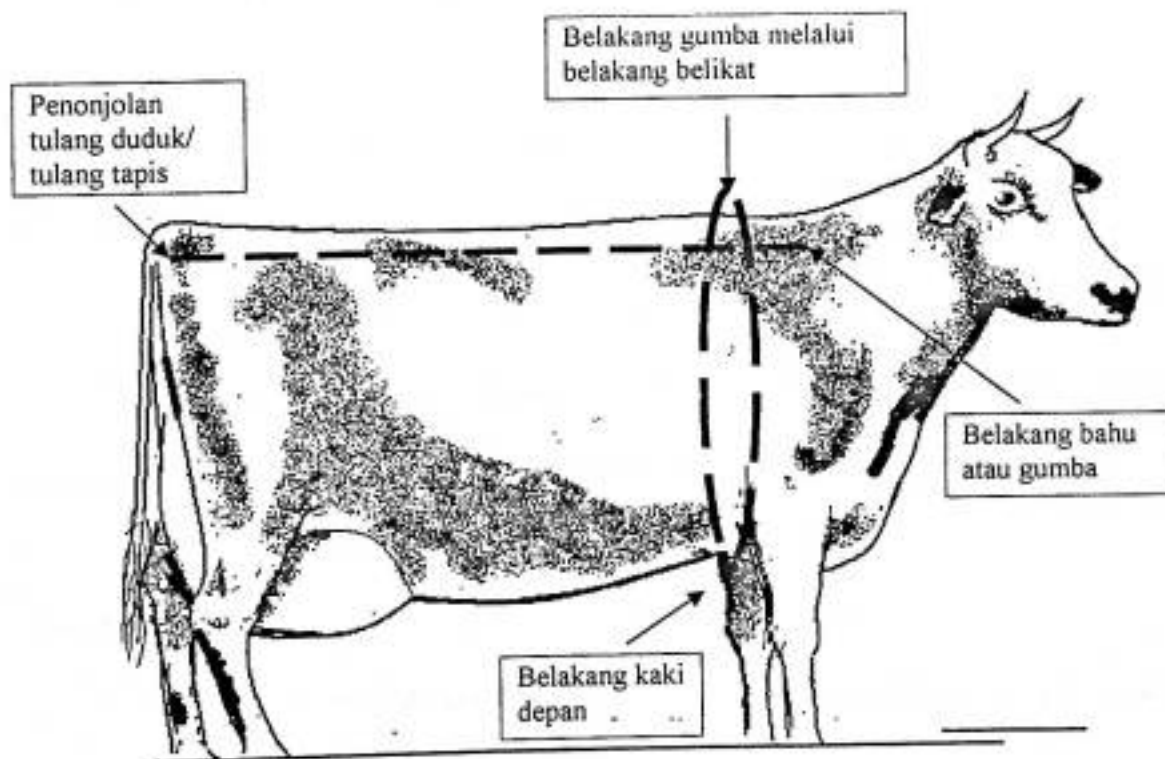 Belakang gumba melalui
belakang belikat
Penonjolan
tulang duduk/
tulang tapis
Belakang bahu
atau gumba
Belakang kaki
depan